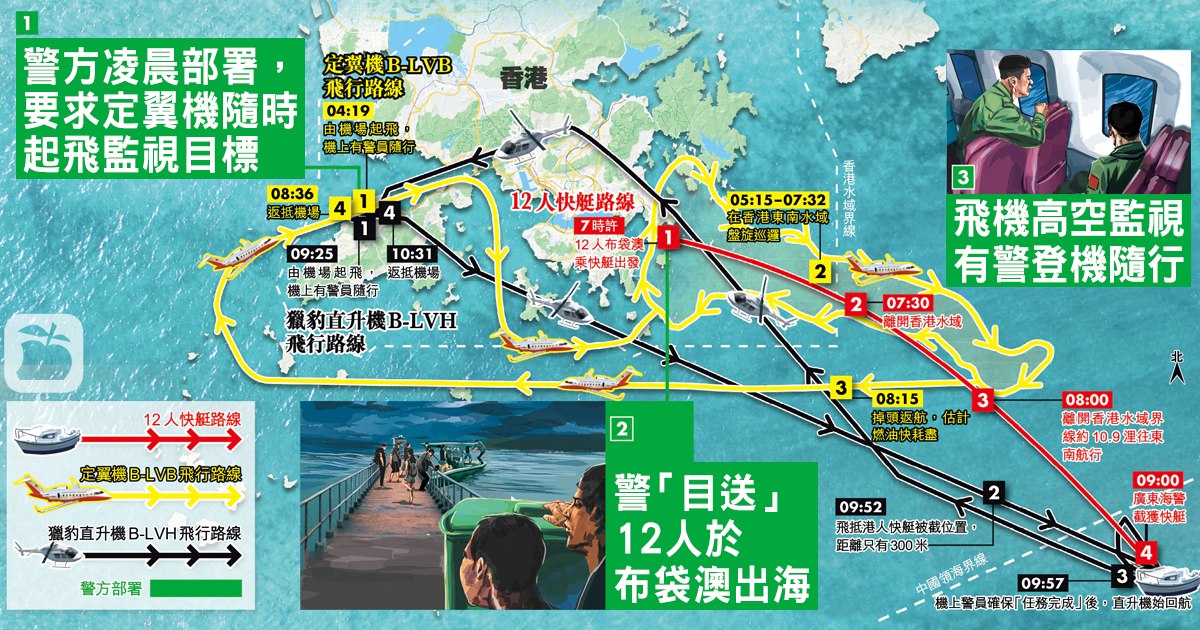 1
警方凌晨部署，
要求定翼機隨時
起飛監視目標
定翼機B-LVB
飛行路線
04:19
由機場起飛，
機上有警員隨行
香港
08:36
返抵機場
4
1
1
4
09:25
由機場起飛，
機上有警員隨行
10:31
返抵機場
獵豹直升機B-LVH
飛行路線
12人快艇路線
7時許
12人布袋澳
乘快艇出發
1
05:15–07:32
在香港東南水域
盤旋巡邏
2
香港水域界線
2
07:30
離開香港水域
3
飛機高空監視
有警登機隨行
北
3
08:15
掉頭返航，估計
燃油快耗盡
3
08:00
離開香港水域界
線約10.9浬往東
南航行
09:00
廣東海警
截獲快艇
4
2
09:52
飛抵港人快艇被截位置，
距離只有300米
中國領海界線
09:57
3
機上警員確保「任務完成」後，直升機始回航
12人快艇路線
定翼機B-LVB飛行路線
獵豹直升機B-LVH飛行路線
警方部署
2
警「目送」
12人於
布袋澳出海